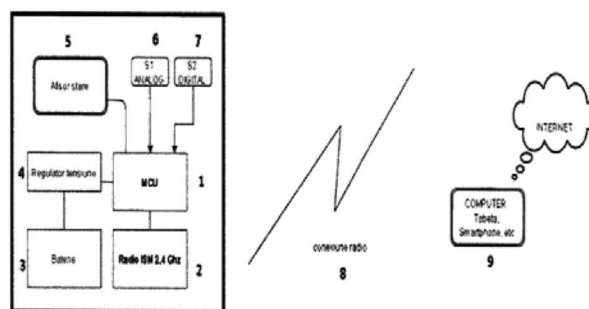 5
6
7
Afisor stare
S1
ANALOG
S2
DIGITAL
4
Regulator tensiune
MCU
1
3
Baterie
Radio ISM 2,4 Ghz
2
conexiune radio
8
INTERNET
COMPUTER
Tableta,
Smartphone, etc
9